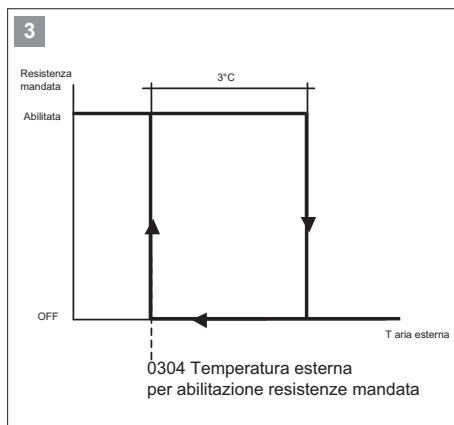 3
Resistenza
mandata
3°C
Abilitata
OFF
T aria esterna
0304 Temperatura esterna
per abilitazione resistenze mandata